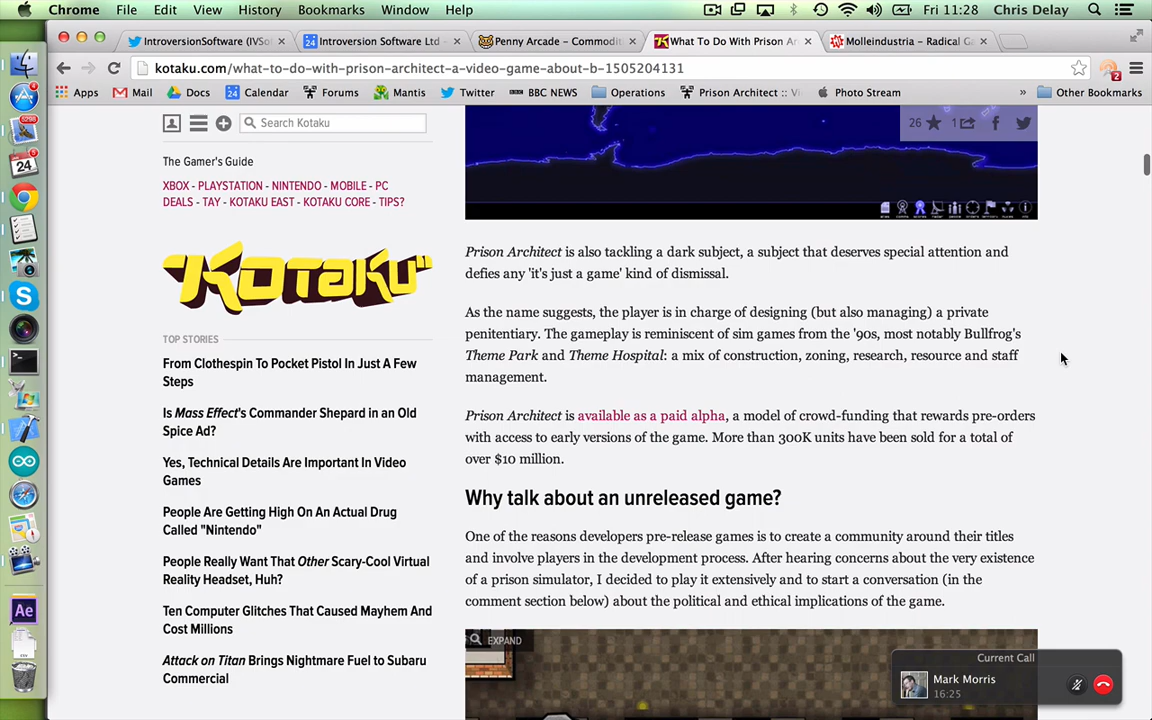 Chrome File Edit View History Bookmarks Window Help Fri 11:28 Chris Delay
IntroversionSoftware (IVSo
Introversion Software Ltd -
Penny Arcade - Commodit
What To Do With Prison Ar
Molleindustria - Radical Ga
kotaku.com/what-to-do-with-prison-architect-a-video-game-about-b-1505204131
Apps Mail Docs Calendar Forums Mantis Twitter BBC NEWS Operations Prison Architect :: Vi Photo Stream » Other Bookmarks
Search Kotaku
26 1
The Gamer's Guide
XBOX - PLAYSTATION - NINTENDO - MOBILE - PC
DEALS - TAY - KOTAKU EAST - KOTAKU CORE - TIPS?
KOTAKU
TOP STORIES
From Clothespin To Pocket Pistol In Just A Few
Steps
Is Mass Effect's Commander Shepard in an Old
Spice Ad?
Yes, Technical Details Are Important In Video
Games
People Are Getting High On An Actual Drug
Called "Nintendo"
People Really Want That Other Scary-Cool Virtual
Reality Headset, Huh?
Ten Computer Glitches That Caused Mayhem And
Cost Millions
Attack on Titan Brings Nightmare Fuel to Subaru
Commercial
Prison Architect is also tackling a dark subject, a subject that deserves special attention and
defies any 'it's just a game' kind of dismissal.
As the name suggests, the player is in charge of designing (but also managing) a private
penitentiary. The gameplay is reminiscent of sim games from the '90s, most notably Bullfrog's
Theme Park and Theme Hospital: a mix of construction, zoning, research, resource and staff
management.
Prison Architect is available as a paid alpha, a model of crowd-funding that rewards pre-orders
with access to early versions of the game. More than 300K units have been sold for a total of
over $10 million.
Why talk about an unreleased game?
One of the reasons developers pre-release games is to create a community around their titles
and involve players in the development process. After hearing concerns about the very existence
of a prison simulator, I decided to play it extensively and to start a conversation (in the
comment section below) about the political and ethical implications of the game.
EXPAND
Current Call
Mark Morris
16:25
24
Ae
2